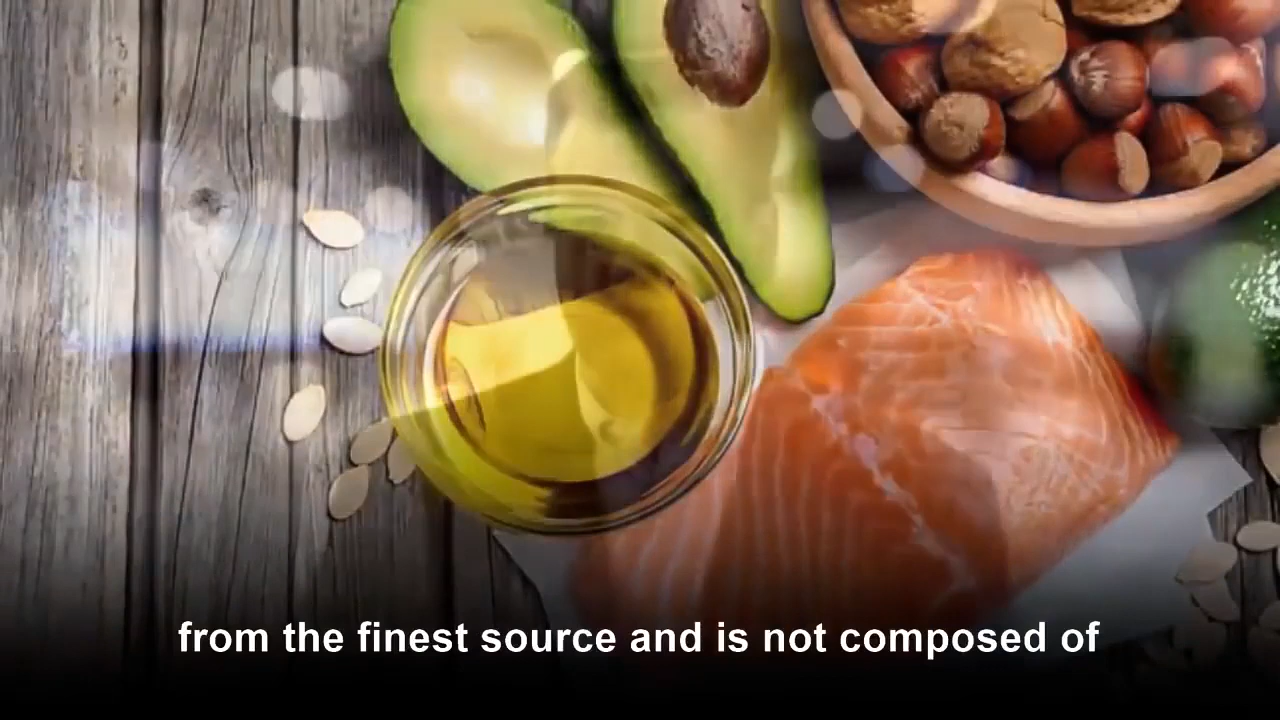 from the finest source and is not composed of